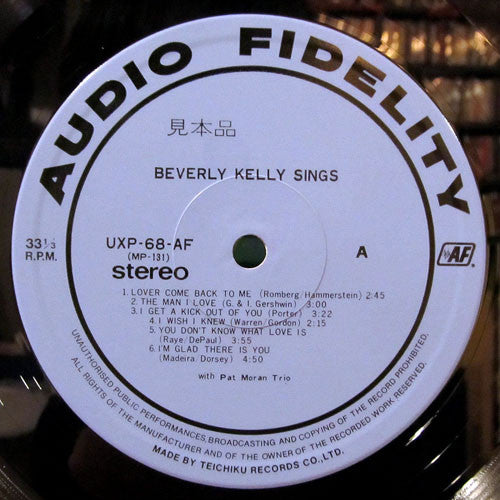 AUDIO FIDELITY
見本品
BEVERLY KELLY SINGS
33⅓
R.P.M.
UXP-68-AF
(MP-131)
stereo
A
AF
1. LOVER COME BACK TO ME (Romberg/Hammerstein) 2:45
2. THE MAN I LOVE (G. & I. Gershwin) 3:00
3. I GET A KICK OUT OF YOU (Porter) 3:22
4. I WISH I KNEW (Warren/Gordon) 2:15
5. YOU DON'T KNOW WHAT LOVE IS
(Raye/DePaul) 3:55
6. I'M GLAD THERE IS YOU
(Madeira Dorsey) 4:50
with Pat Moran Trio
UNAUTHORISED PUBLIC PERFORMANCES, BROADCASTING AND COPYING OF THE RECORD PROHIBITED.
ALL RIGHTS OF THE MANUFACTURER AND OF THE OWNER OF THE RECORDED WORK RESERVED.
MADE BY TEICHIKU RECORDS CO., LTD.